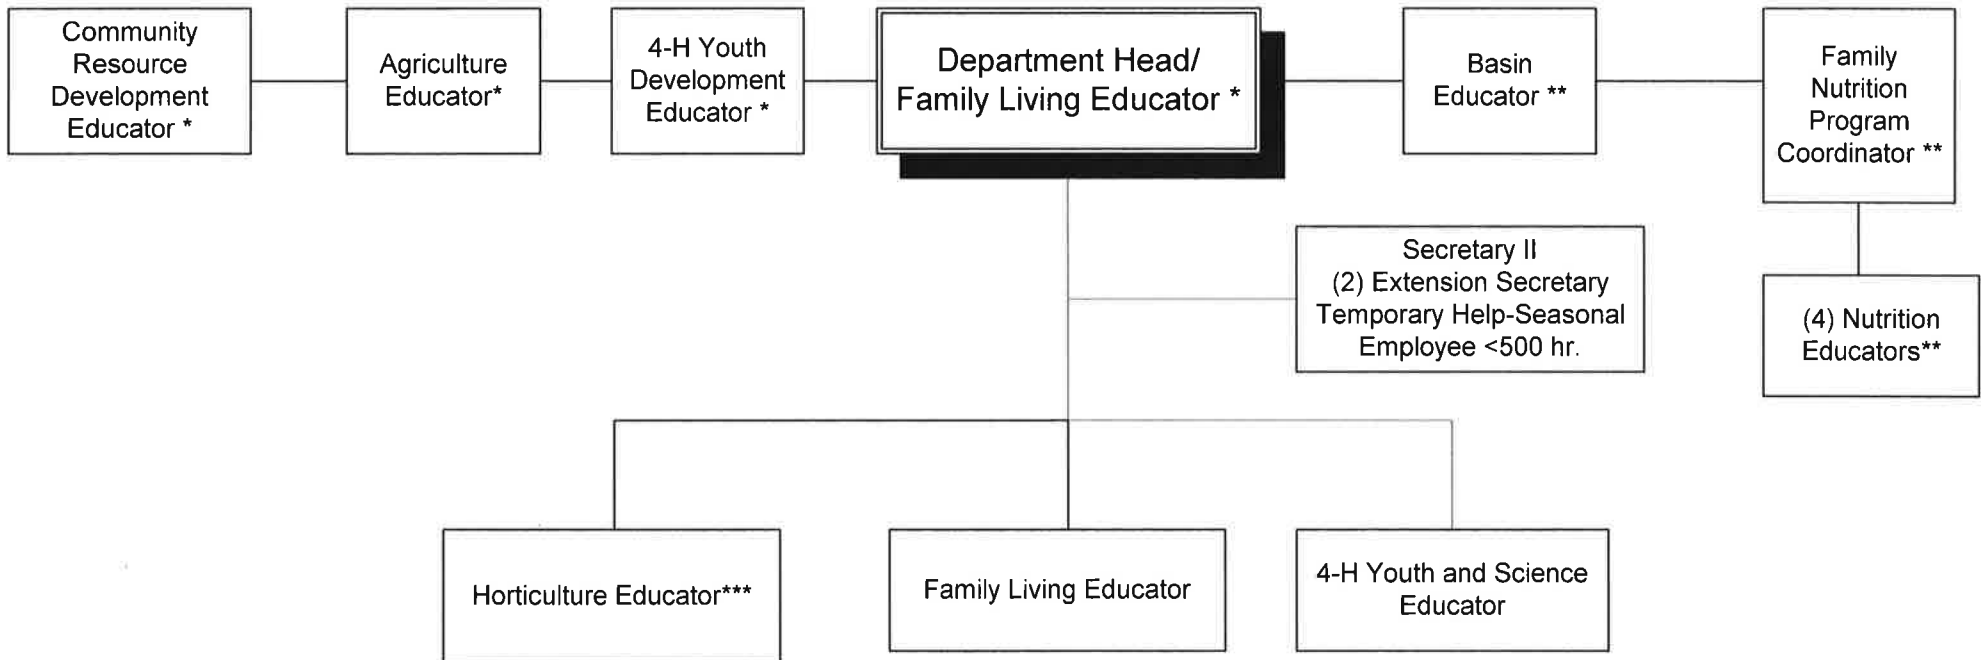 Community
Resource
Development
Educator *
Agriculture
Educator*
4-H Youth
Development
Educator *
Department Head/
Family Living Educator *
Basin
Educator **
Family
Nutrition
Program
Coordinator **
Secretary II
(2) Extension Secretary
Temporary Help-Seasonal
Employee <500 hr.
(4) Nutrition
Educators**
Horticulture Educator***
Family Living Educator
4-H Youth and Science
Educator